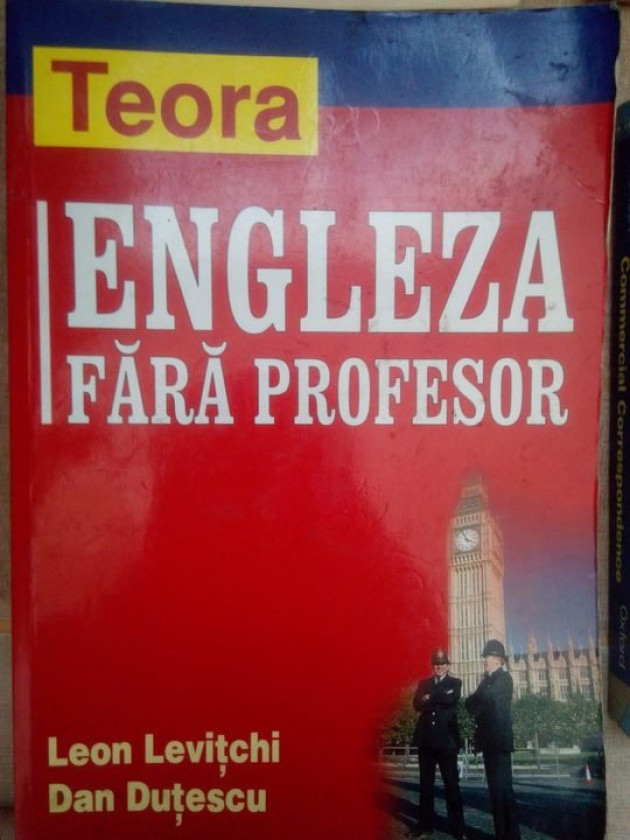 Teora
ENGLEZA
FĂRĂ PROFESOR
Leon Levițchi
Dan Duțescu
Commercial Correspondence Oxford